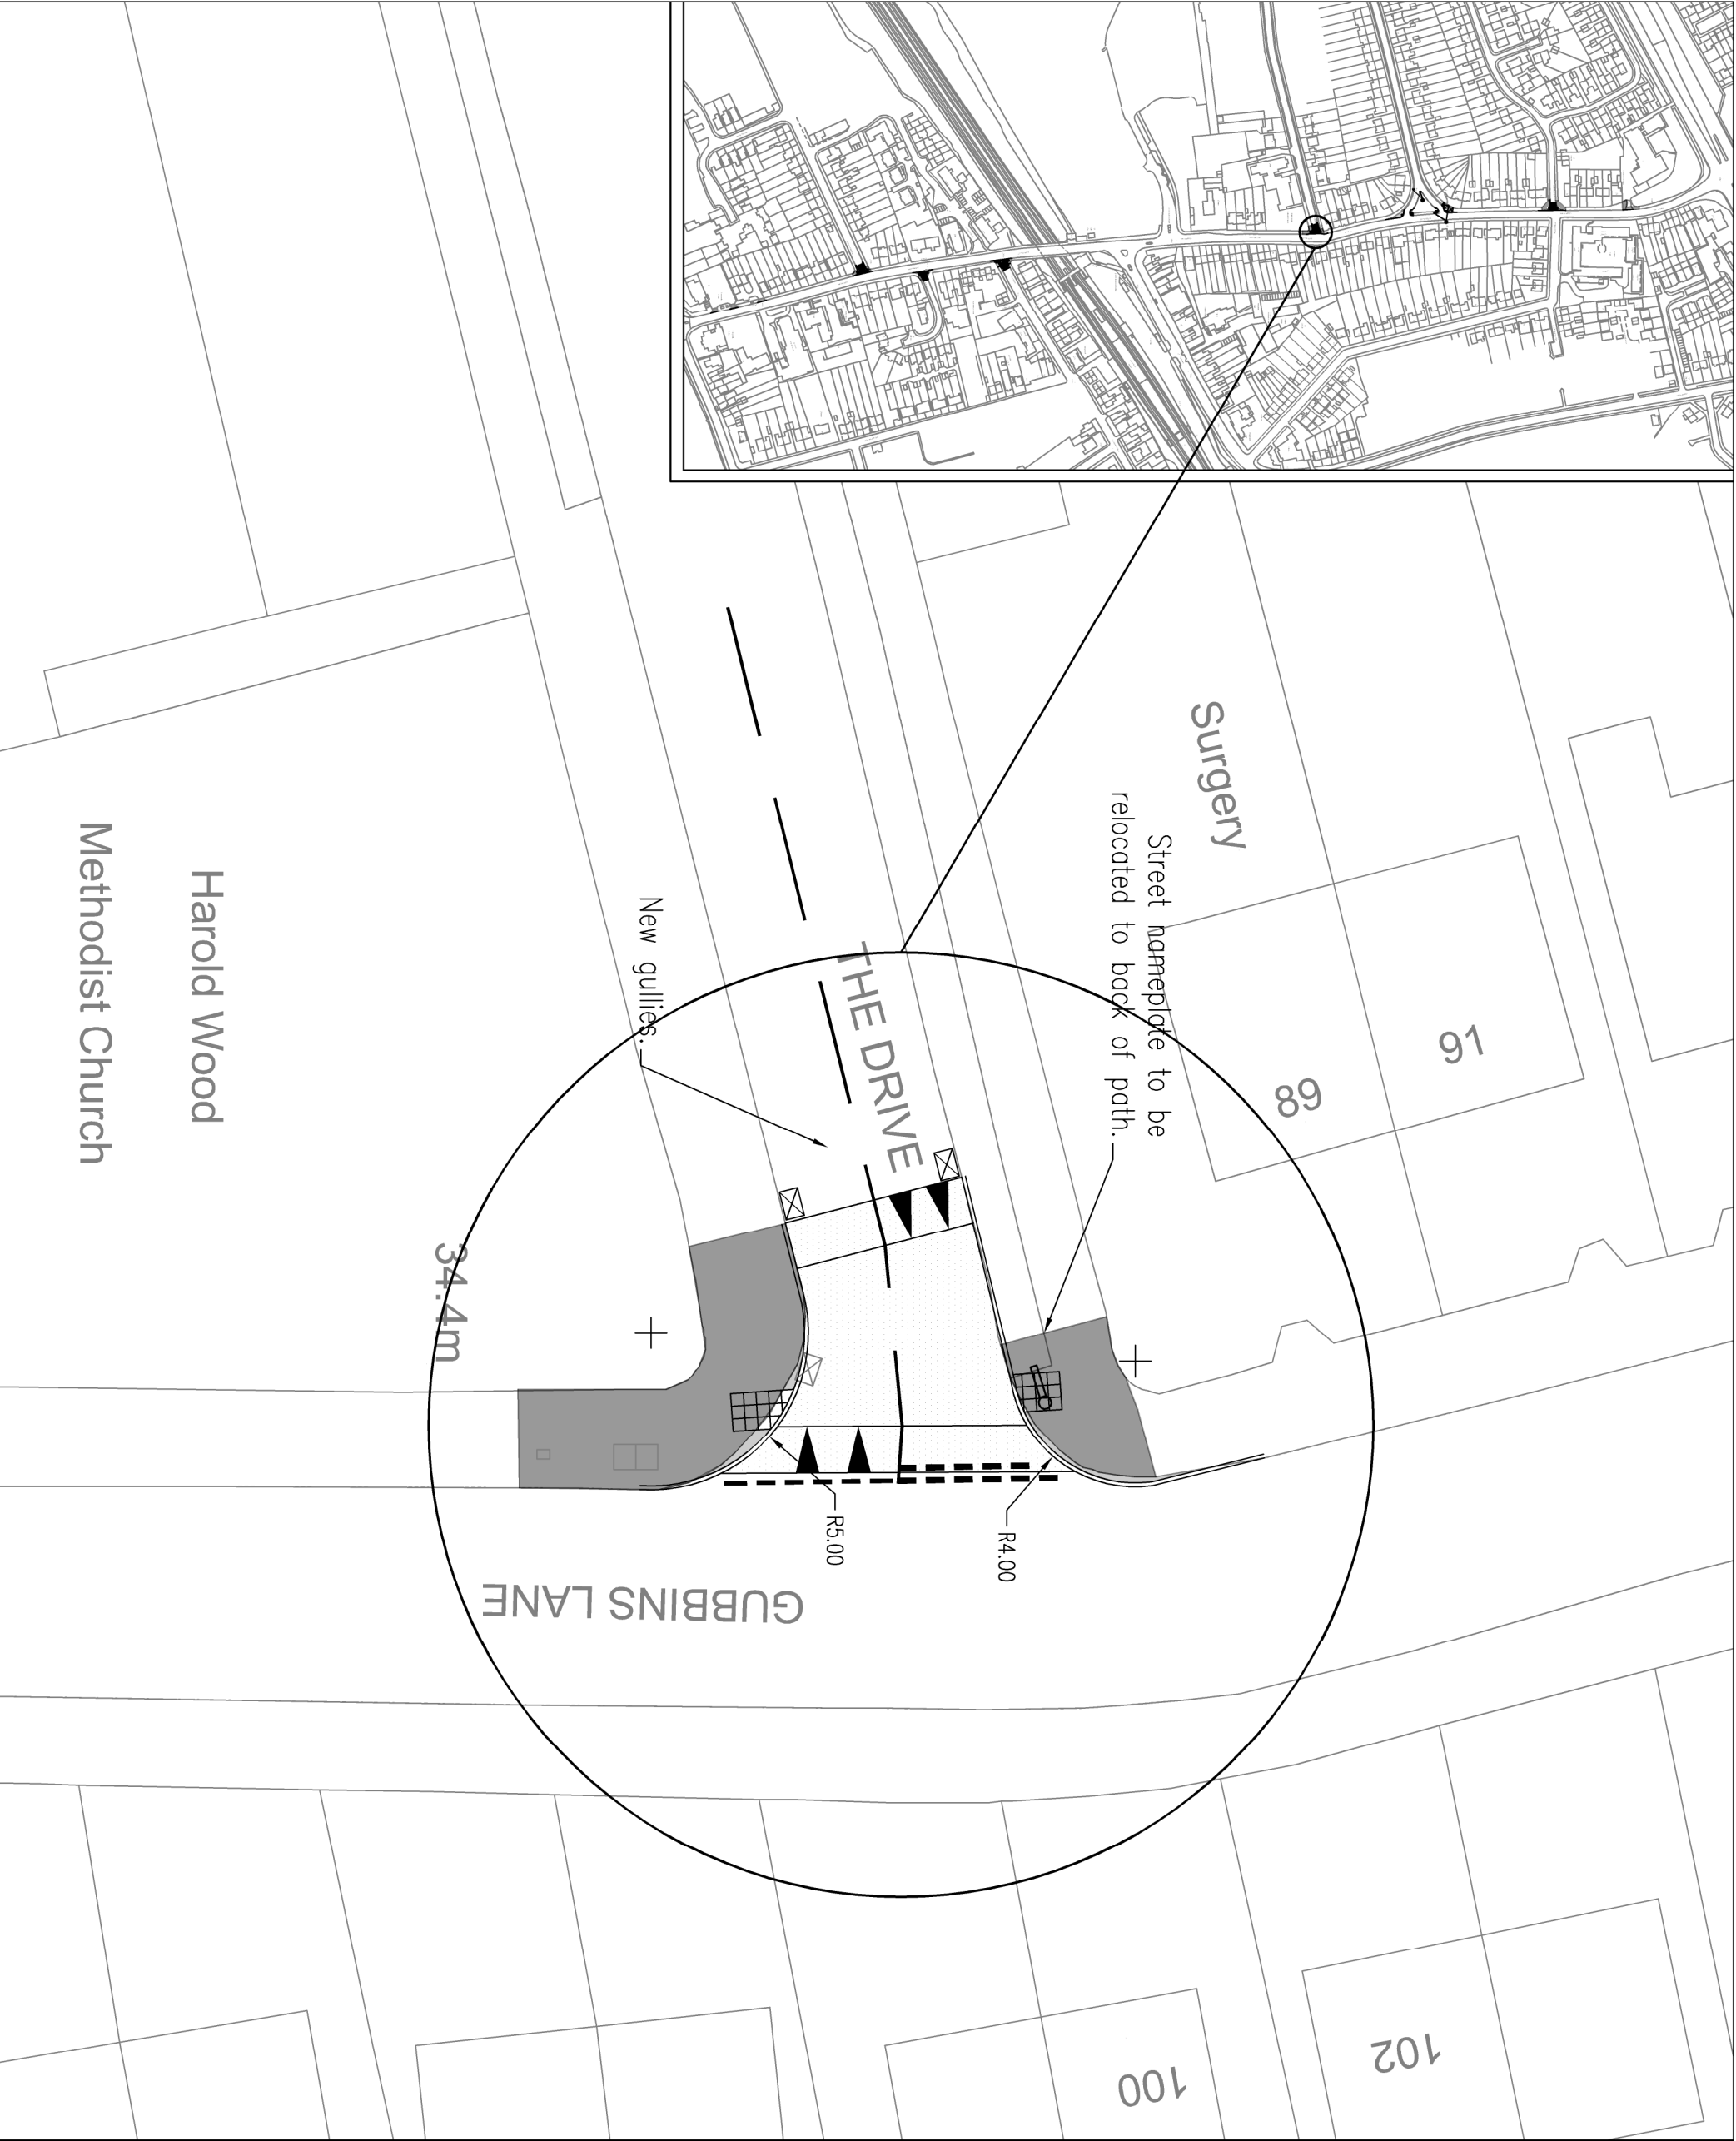 Surgery
Street nameplate to be
relocated to back of path.
91
89
THE DRIVE
New gullies.
Harold Wood
Methodist Church
34.4m
R4.00
R5.00
GUBBINS LANE
102
100